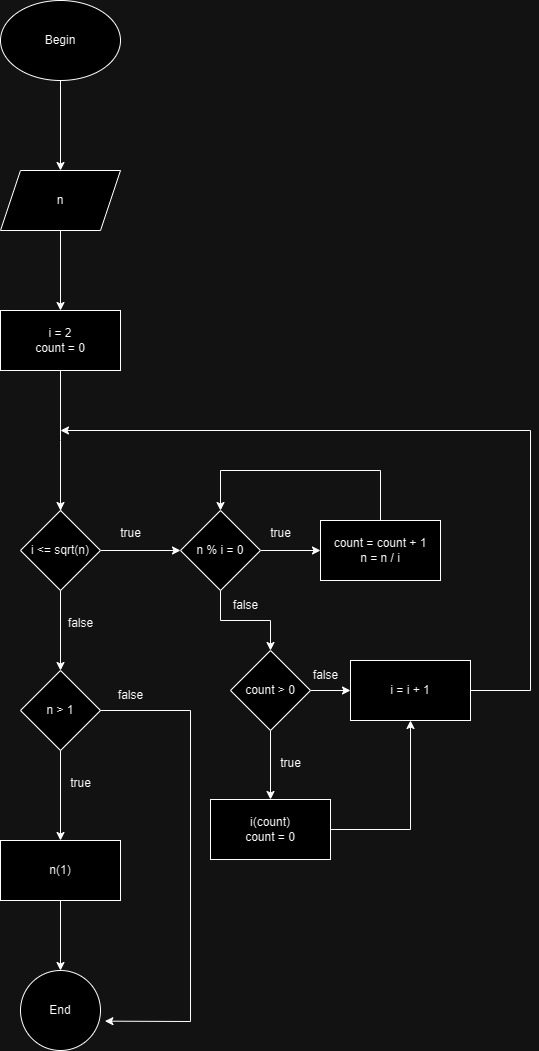 Begin
n
i = 2
count = 0
i <= sqrt(n)
true
n % i = 0
true
count = count + 1
n = n / i
false
false
count > 0
false
i = i + 1
n > 1
false
true
true
i(count)
count = 0
n(1)
End